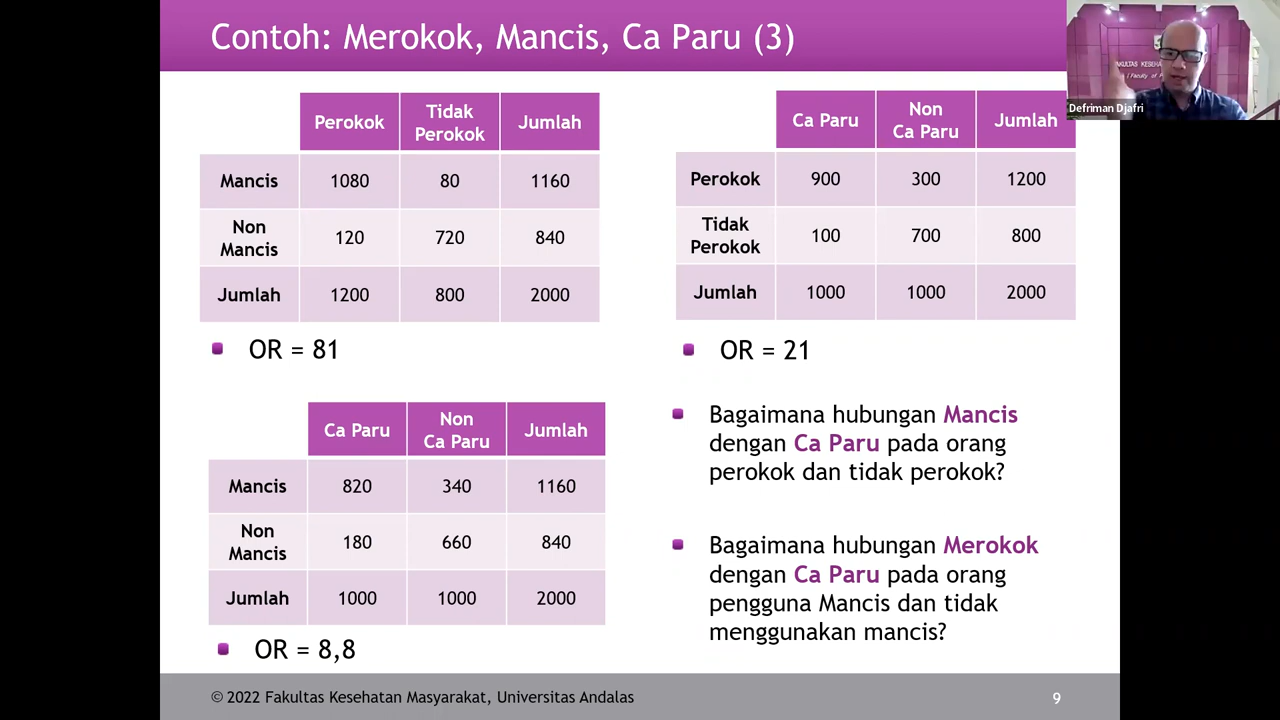 Contoh: Merokok, Mancis, Ca Paru (3)
FAKULTAS KESEHA
Defriman Djafri
Perokok Tidak Perokok Jumlah
Mancis 1080 80 1160
Non Mancis 120 720 840
Jumlah 1200 800 2000
OR = 81
Ca Paru Non Ca Paru Jumlah
Perokok 900 300 1200
Tidak Perokok 100 700 800
Jumlah 1000 1000 2000
OR = 21
Ca Paru Non Ca Paru Jumlah
Mancis 820 340 1160
Non Mancis 180 660 840
Jumlah 1000 1000 2000
OR = 8,8
Bagaimana hubungan Mancis
dengan Ca Paru pada orang
perokok dan tidak perokok?
Bagaimana hubungan Merokok
dengan Ca Paru pada orang
pengguna Mancis dan tidak
menggunakan mancis?
© 2022 Fakultas Kesehatan Masyarakat, Universitas Andalas
9